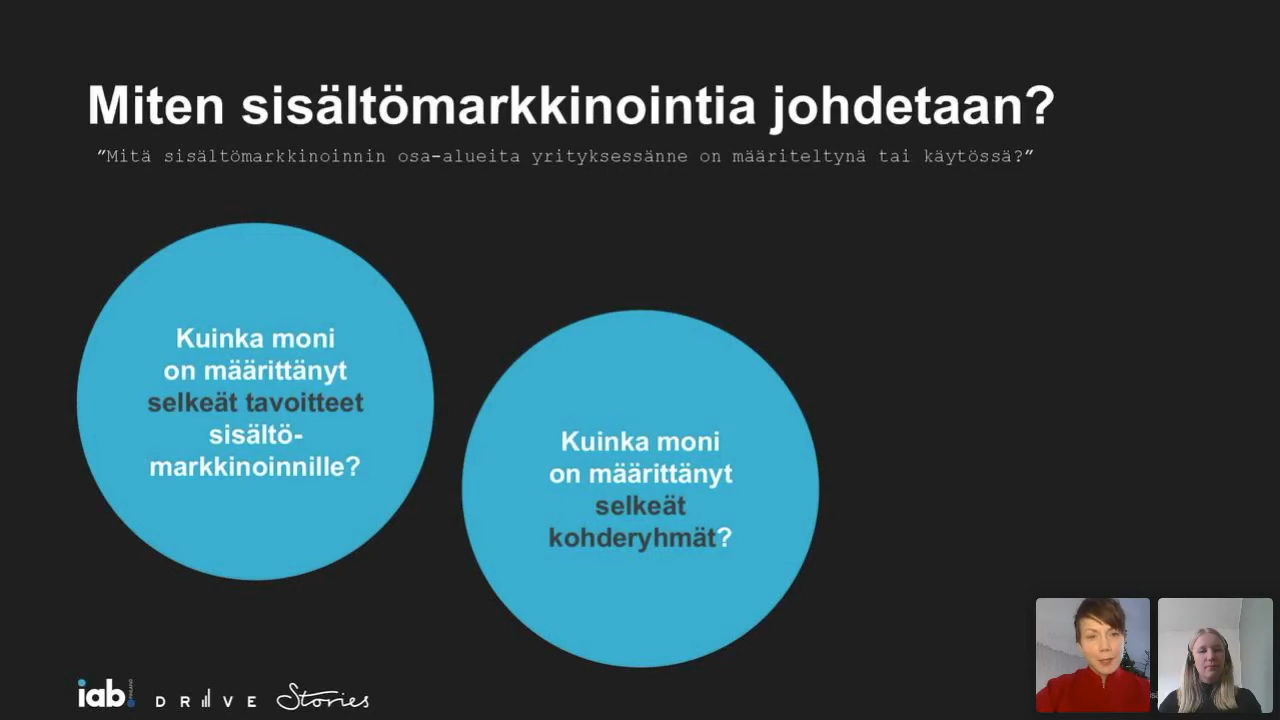 Miten sisältömarkkinointia johdetaan?
”Mitä sisältömarkkinoinnin osa-alueita yrityksessänne on määriteltynä tai käytössä?”
Kuinka moni
on määrittänyt
selkeät tavoitteet
sisältö-
markkinoinnille?
Kuinka moni
on määrittänyt
selkeät
kohderyhmät?
iab FINLAND
DRIVE
Stories